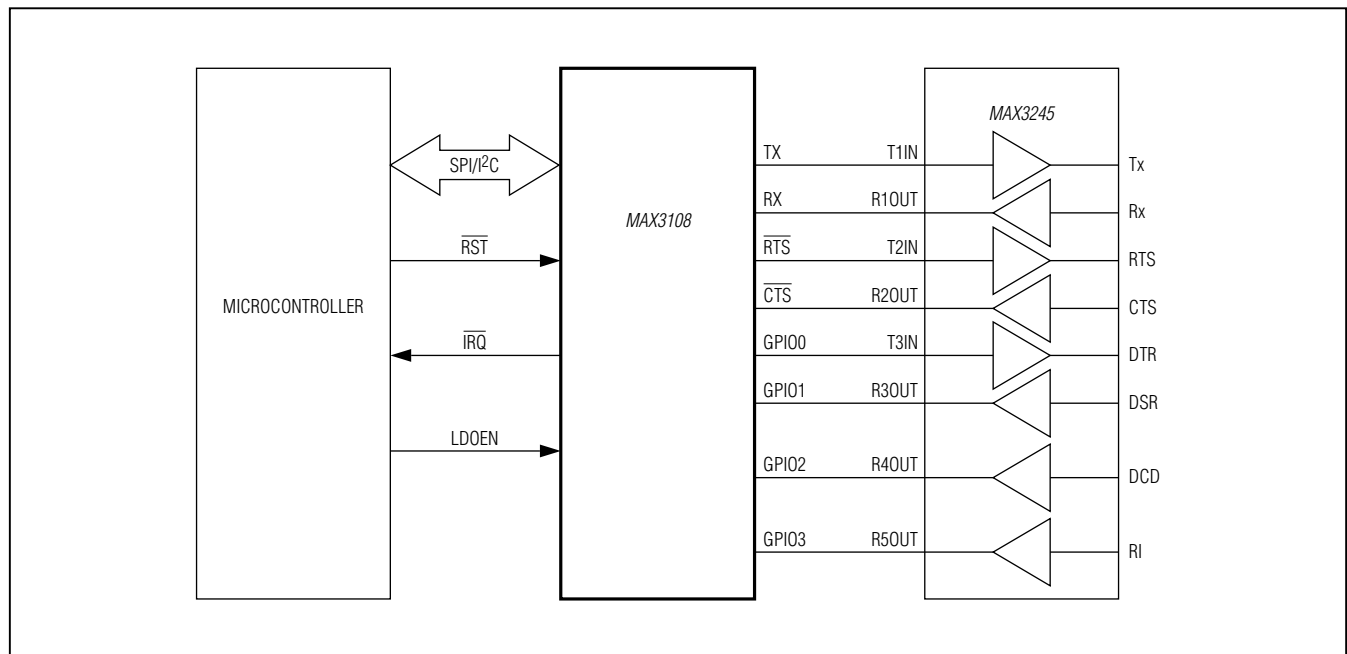 MAX3245
SPI/I²C
TX T1IN Tx
RX R1OUT Rx
MAX3108
RST
RTS T2IN RTS
MICROCONTROLLER
CTS R2OUT CTS
IRQ
GPIO0 T3IN DTR
GPIO1 R3OUT DSR
LDOEN
GPIO2 R4OUT DCD
GPIO3 R5OUT RI